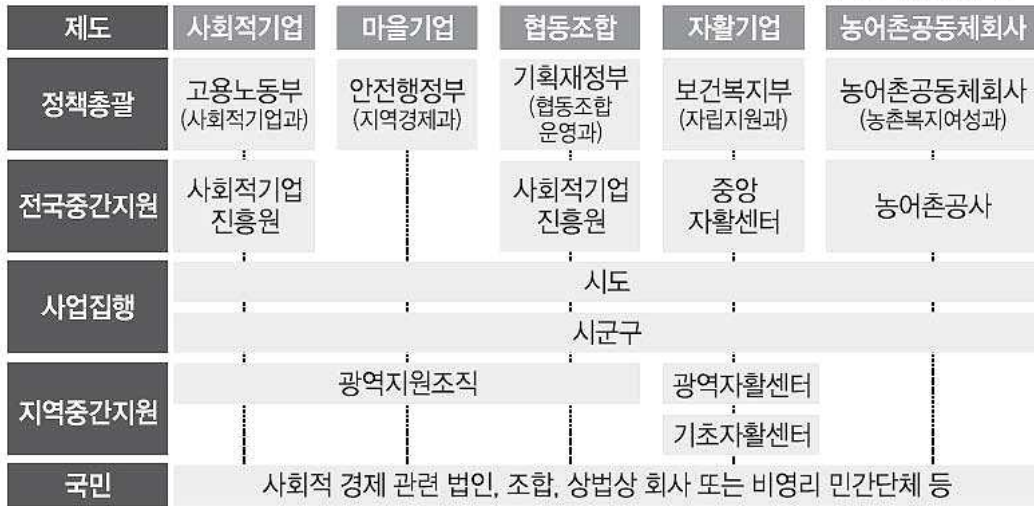 제도 사회적기업 마을기업 협동조합 자활기업 농어촌공동체회사
정책총괄
고용노동부
(사회적기업과)
안전행정부
(지역경제과)
기획재정부
(협동조합
운영과)
보건복지부
(자립지원과)
농어촌공동체회사
(농촌복지여성과)
전국중간지원
사회적기업
진흥원
사회적기업
진흥원
중앙
자활센터
농어촌공사
사업집행
시도
시군구
지역중간지원
광역지원조직
광역자활센터
기초자활센터
국민
사회적 경제 관련 법인, 조합, 상법상 회사 또는 비영리 민간단체 등